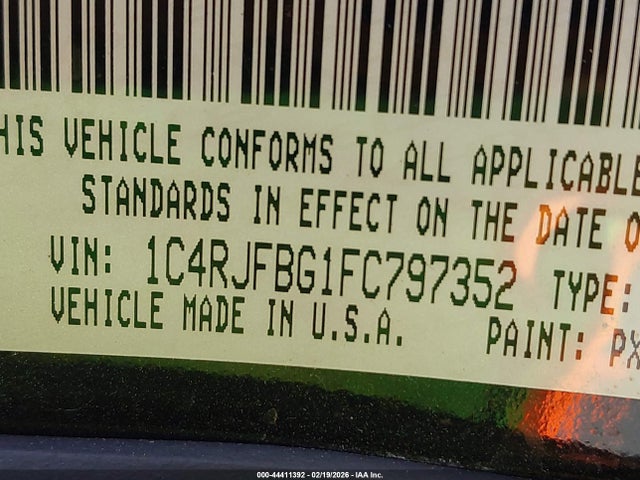 HIS VEHICLE CONFORMS TO ALL APPLICABLE
STANDARDS IN EFFECT ON THE DATE O
VIN: 1C4RJFBG1FC797352 TYPE:
VEHICLE MADE IN U.S.A. PAINT: PX
000-44411392 - 02/19/2026 - IAA Inc.